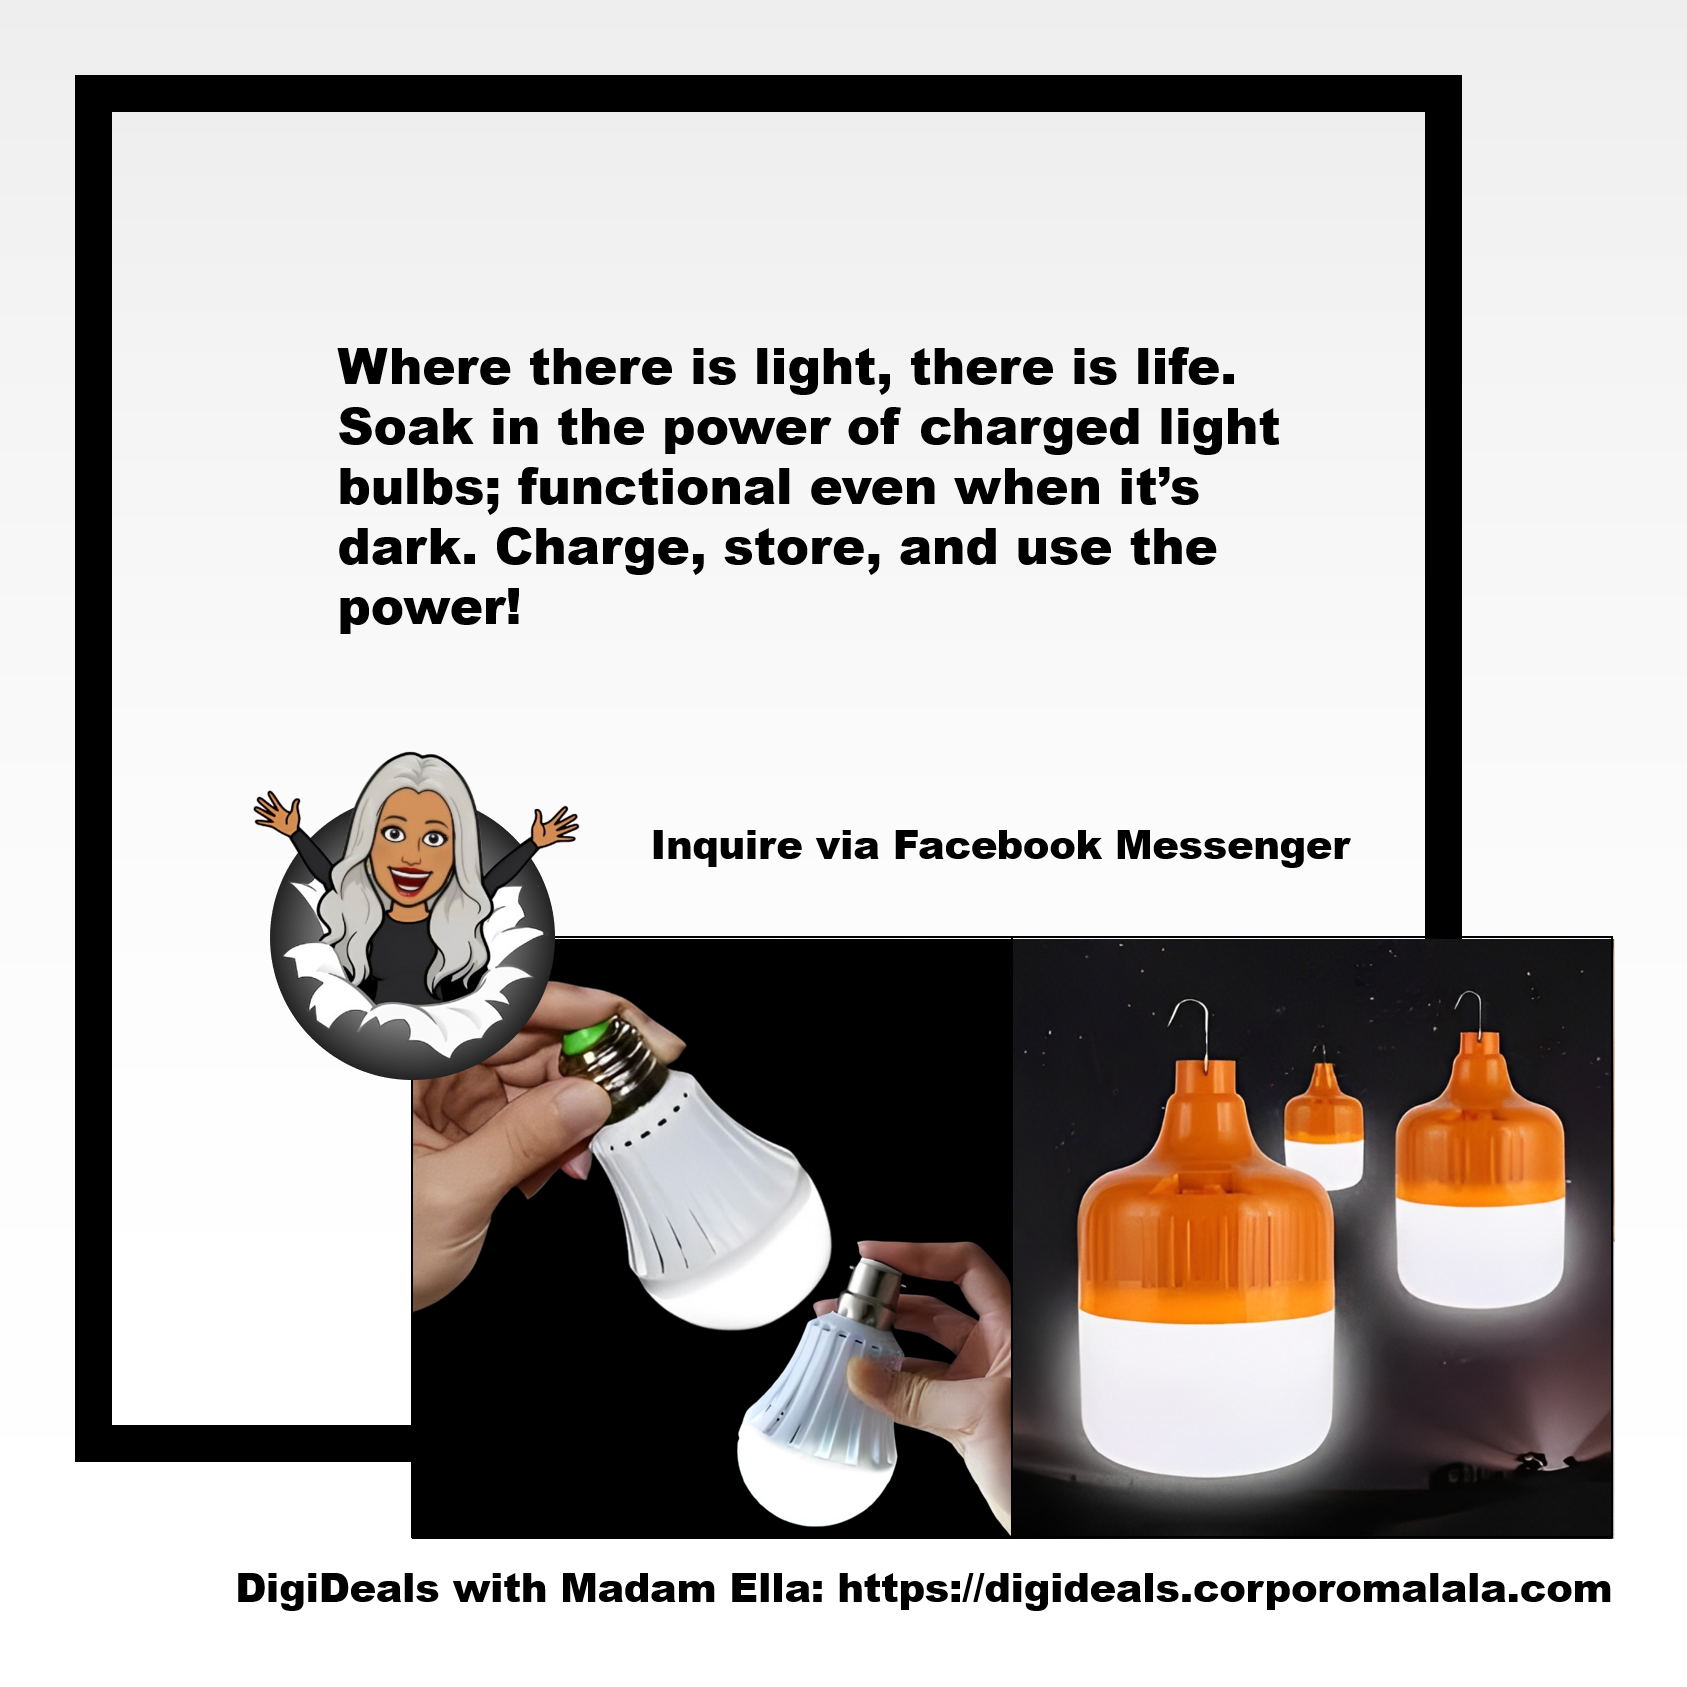 Where there is light, there is life.
Soak in the power of charged light
bulbs; functional even when it’s
dark. Charge, store, and use the
power!
Inquire via Facebook Messenger
DigiDeals with Madam Ella: https://digideals.corporomalala.com